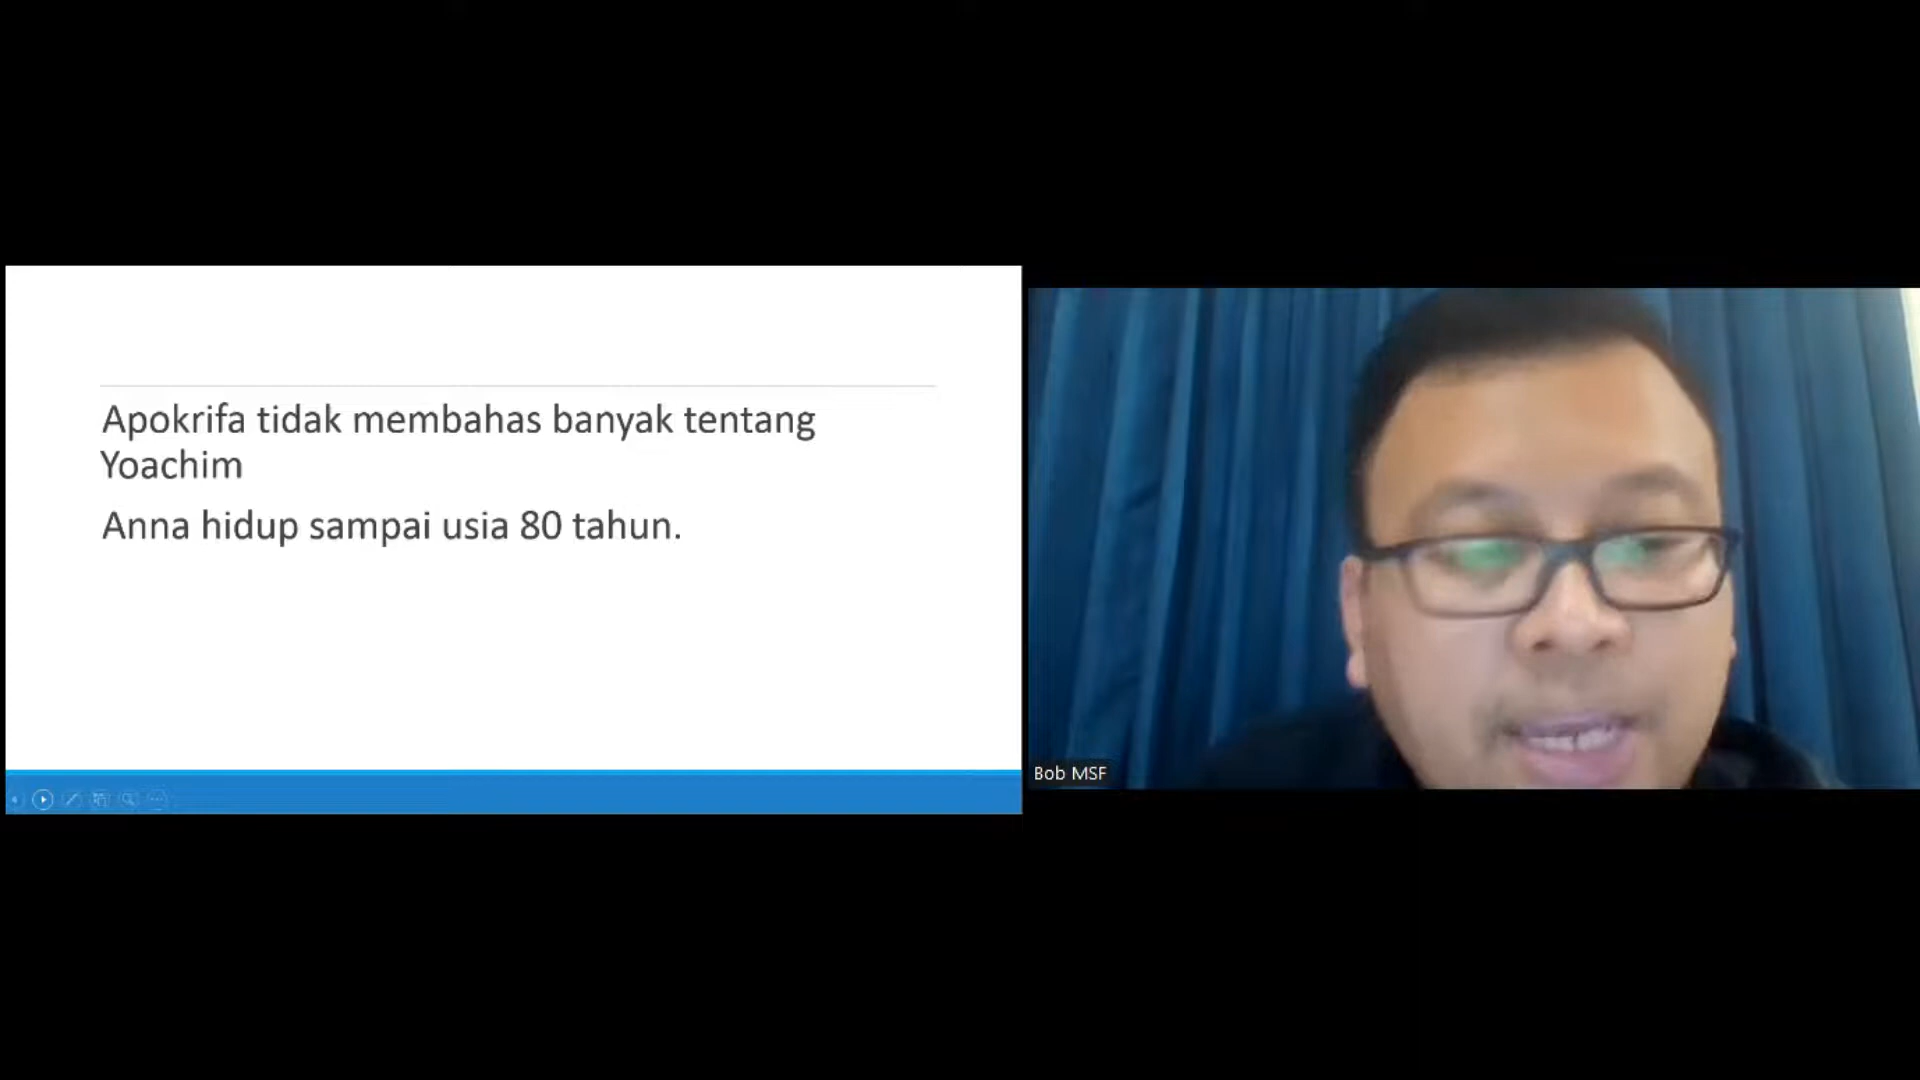 Apokrifa tidak membahas banyak tentang
Yoachim
Anna hidup sampai usia 80 tahun.
Bob MSF